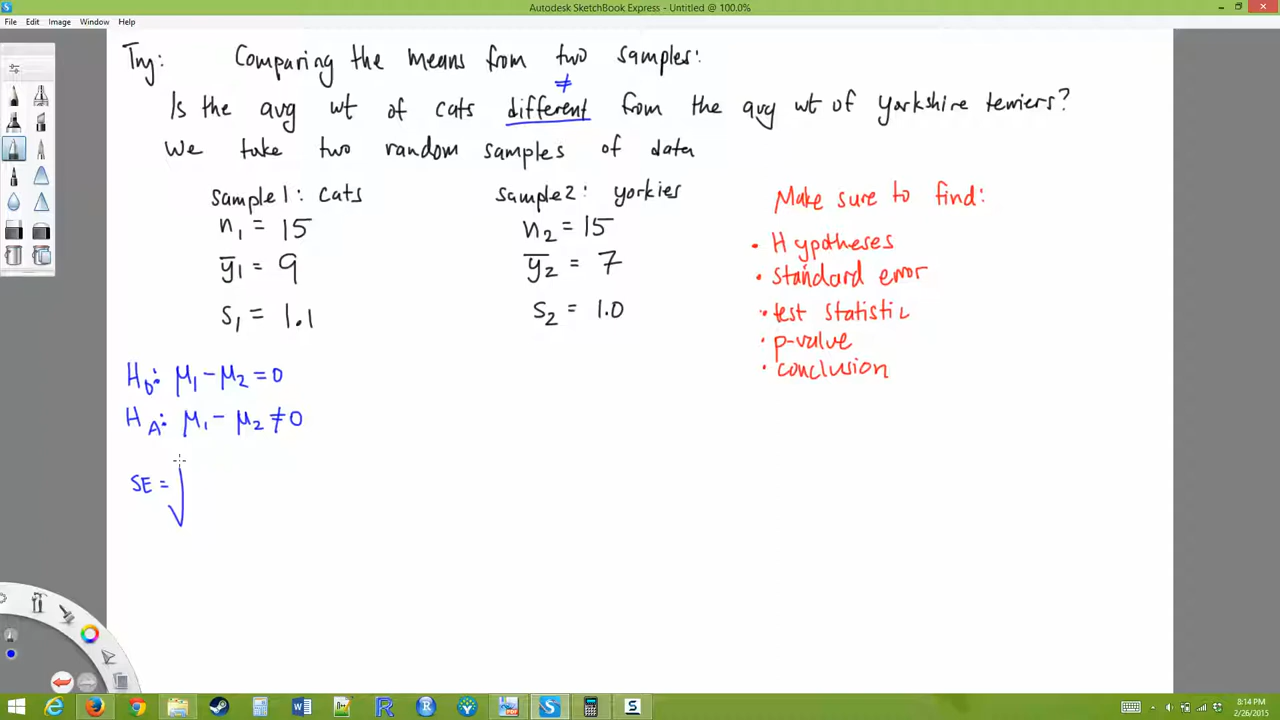 Autodesk SketchBook Express - Untitled @ 100.0%
File Edit Image Window Help
Try: Comparing the means from two samples:
≠
Is the avg wt of cats different from the avg wt of yorkshire terriers?
We take two random samples of data
sample 1: cats
n₁ = 15
y̅₁ = 9
s₁ = 1.1
sample 2: yorkies
n₂ = 15
y̅₂ = 7
s₂ = 1.0
Make sure to find:
• Hypotheses
• standard error
• test statistic
• p-value
• conclusion
H₀: μ₁ - μ₂ = 0
H_A: μ₁ - μ₂ ≠ 0
SE = √
8:14 PM
2/26/2015